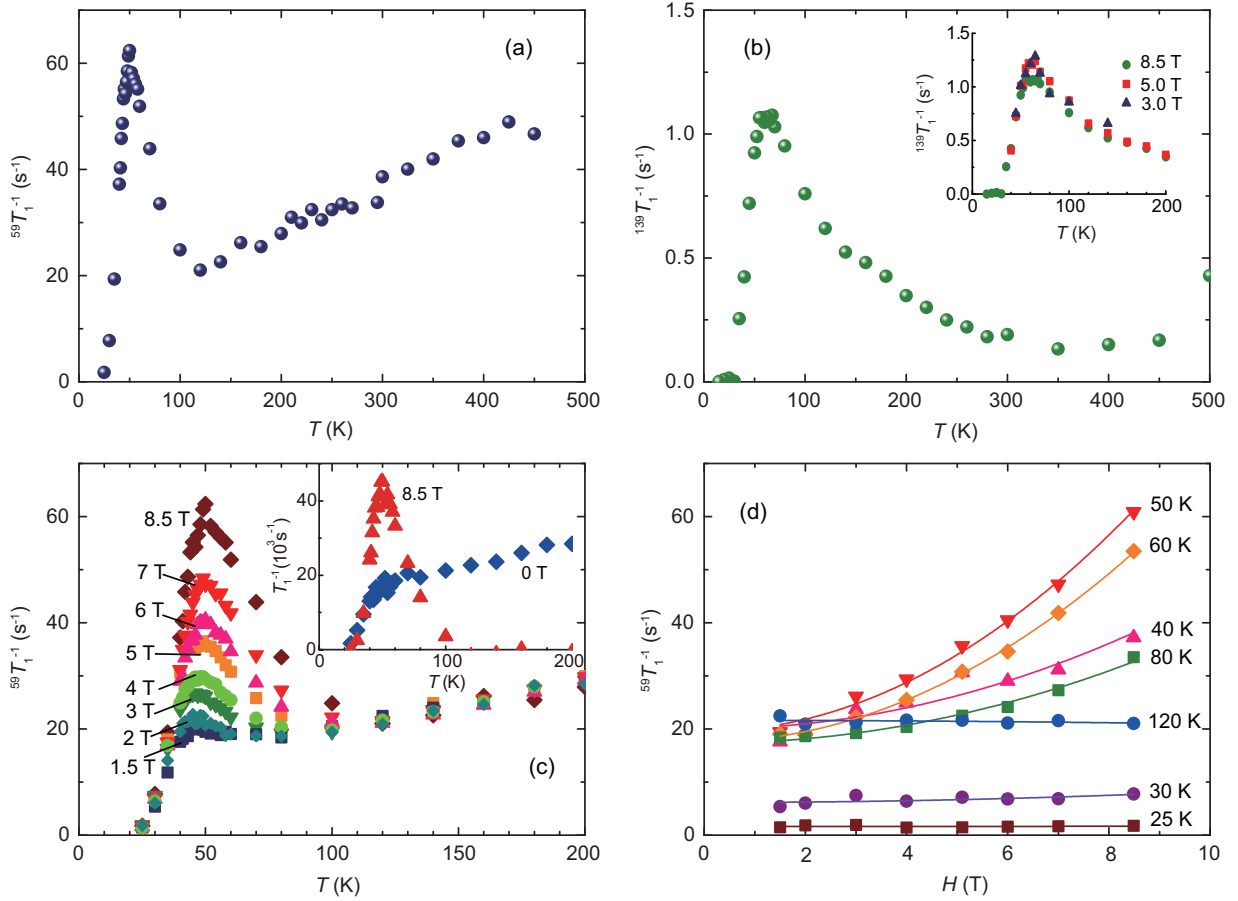 (a)
60
40
20
0
⁵⁹T₁⁻¹ (s⁻¹)
0 100 200 300 400 500
T (K)
(b)
1.5
1.0
0.5
0.0
¹³⁹T₁⁻¹ (s⁻¹)
0 100 200 300 400 500
T (K)
1.5
1.0
0.5
0.0
¹³⁹T₁⁻¹ (s⁻¹)
8.5 T
5.0 T
3.0 T
0 100 200
T (K)
60
40
20
0
⁵⁹T₁⁻¹ (s⁻¹)
8.5 T
7 T
6 T
5 T
4 T
3 T
2 T
1.5 T
(c)
0 50 100 150 200
T (K)
40
20
0
T₁⁻¹ (10³s⁻¹)
8.5 T
0 T
0 100 200
T (K)
(d)
60
40
20
0
⁵⁹T₁⁻¹ (s⁻¹)
50 K
60 K
40 K
80 K
120 K
30 K
25 K
0 2 4 6 8 10
H (T)